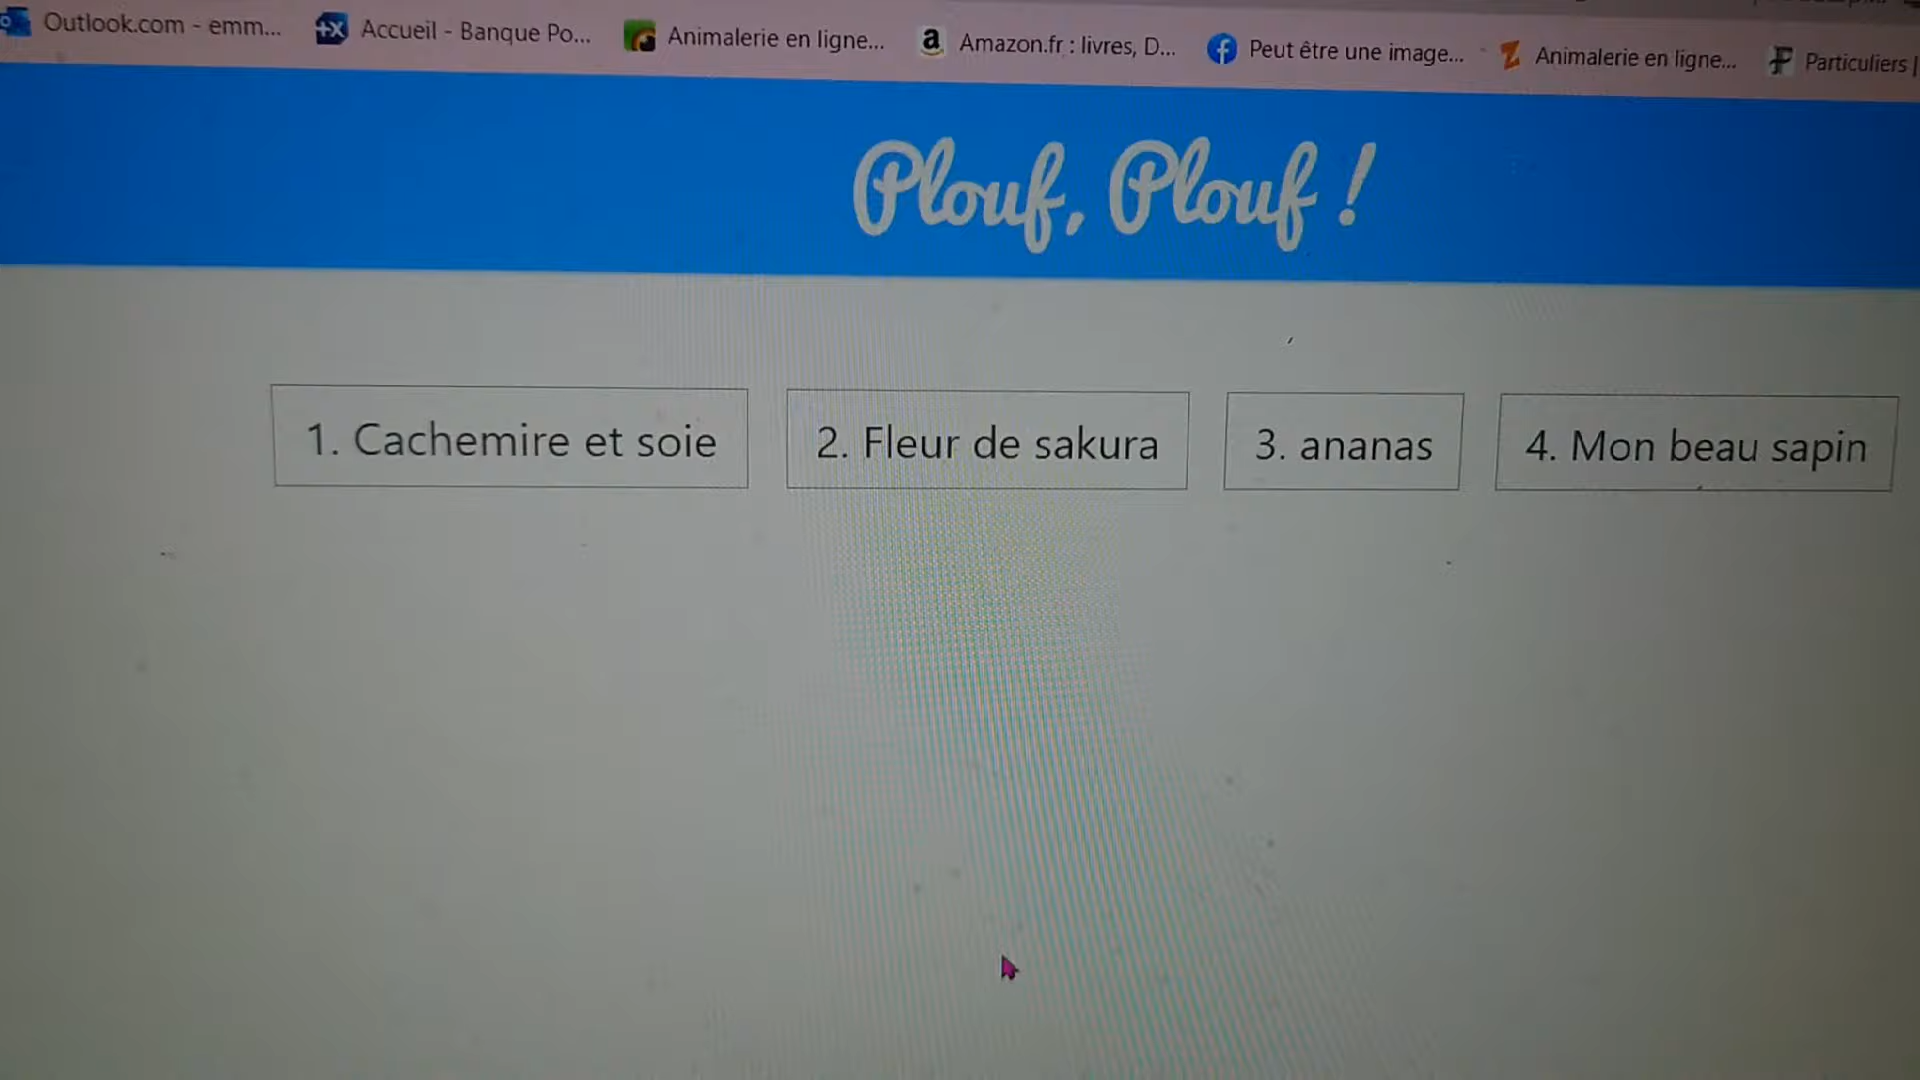 Outlook.com - emm... Accueil - Banque Po... Animalerie en ligne... Amazon.fr : livres, D... Peut être une image... Animalerie en ligne... Particuliers |
Plouf, Plouf !
1. Cachemire et soie 2. Fleur de sakura 3. ananas 4. Mon beau sapin